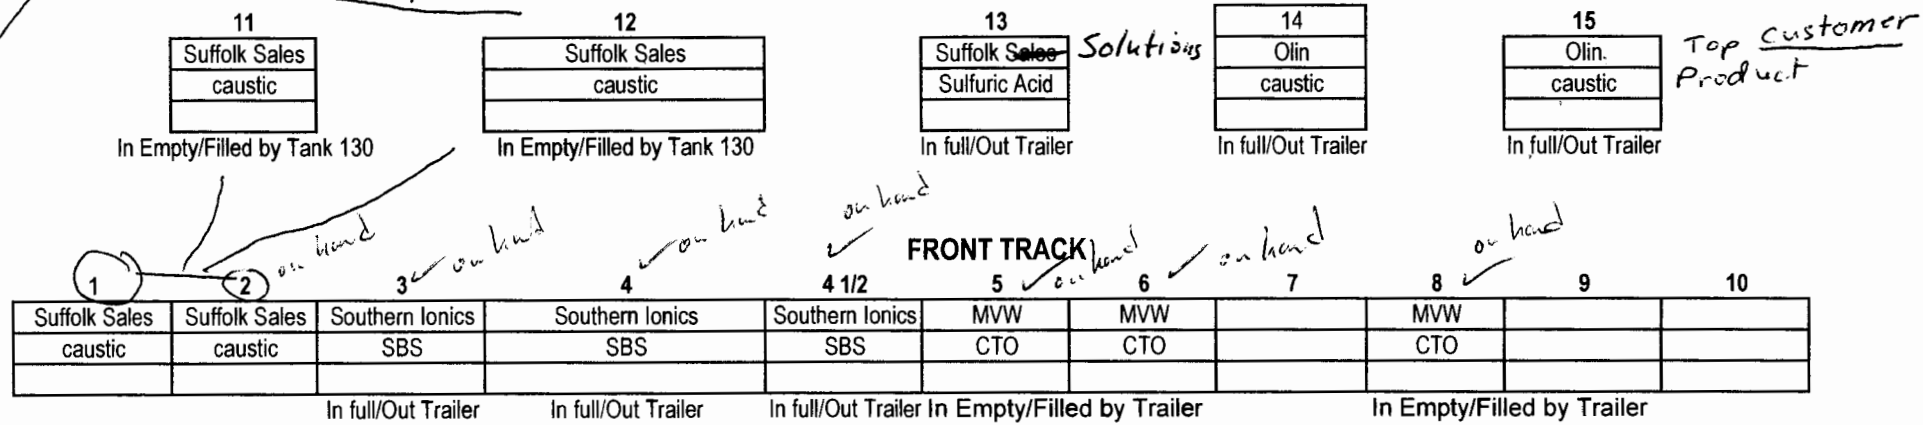 11 12 13 14 15
Suffolk Sales Suffolk Sales Suffolk Sales Solutions Olin Olin. Top Customer
caustic caustic Sulfuric Acid caustic caustic Product
In Empty/Filled by Tank 130 In Empty/Filled by Tank 130 In full/Out Trailer In full/Out Trailer In full/Out Trailer
on hand on hand on hand on hand on hand on hand on hand
FRONT TRACK
1 2 3 4 4 1/2 5 6 7 8 9 10
Suffolk Sales Suffolk Sales Southern Ionics Southern Ionics Southern Ionics MVW MVW MVW
caustic caustic SBS SBS SBS CTO CTO CTO
In full/Out Trailer In full/Out Trailer In full/Out Trailer In Empty/Filled by Trailer In Empty/Filled by Trailer